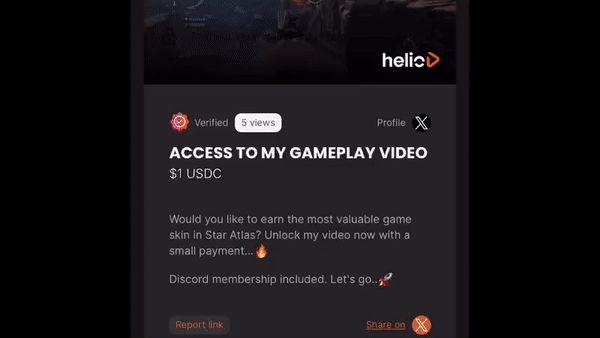 helio
Verified 5 views Profile X
ACCESS TO MY GAMEPLAY VIDEO
$1 USDC
Would you like to earn the most valuable game
skin in Star Atlas? Unlock my video now with a
small payment...🔥
Discord membership included. Let's go..🚀
Report link Share on X